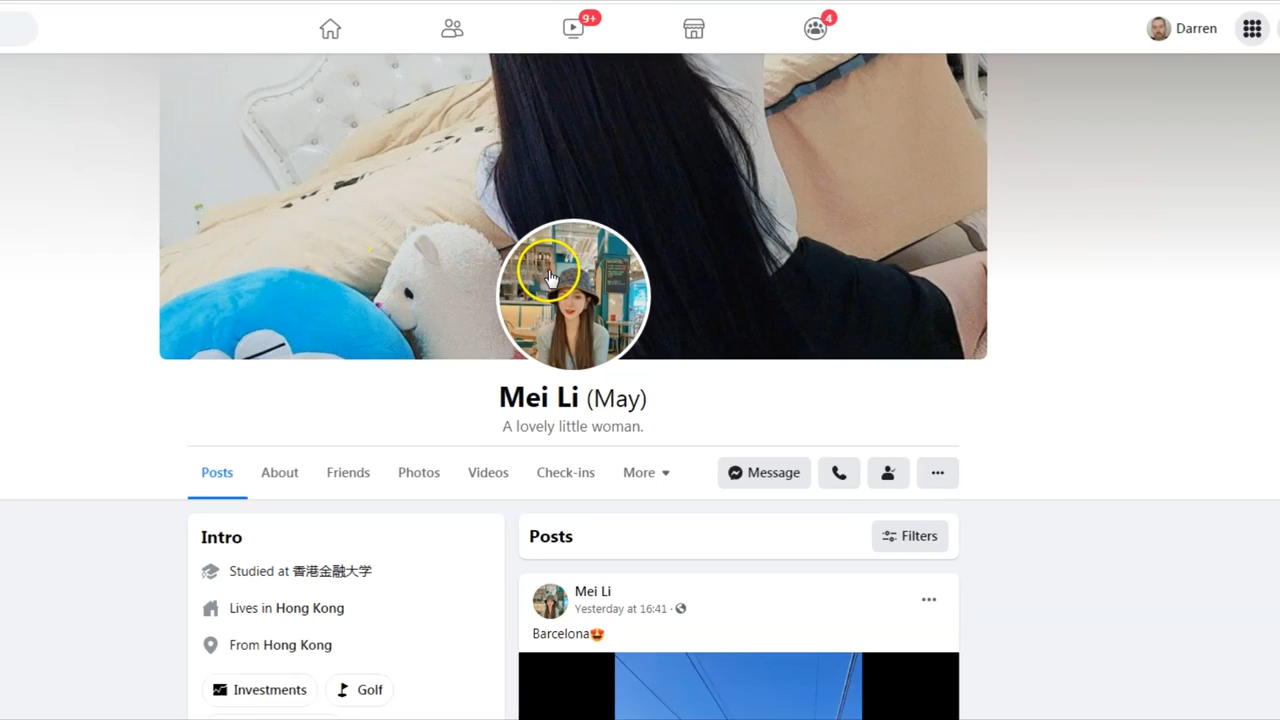 9+
4
Darren
Mei Li (May)
A lovely little woman.
Posts
About
Friends
Photos
Videos
Check-ins
More
Message
Intro
Studied at 香港金融大学
Lives in Hong Kong
From Hong Kong
Investments
Golf
Posts
Filters
Mei Li
Yesterday at 16:41 ·
Barcelona😍